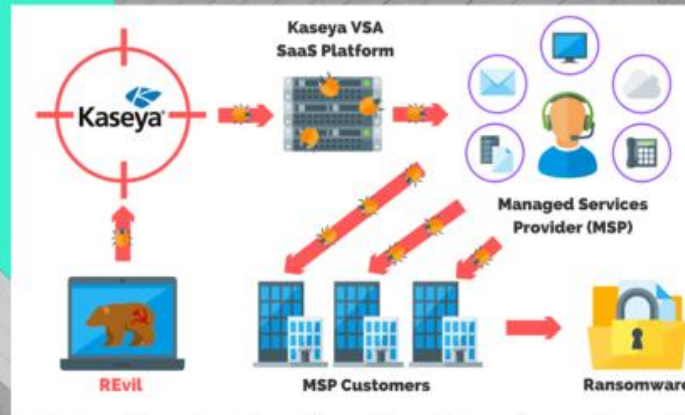 Kaseya VSA
SaaS Platform
Kaseya
Managed Services
Provider (MSP)
REvil
MSP Customers
Ransomware